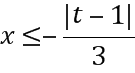 x ≤ −|t − 1|/3